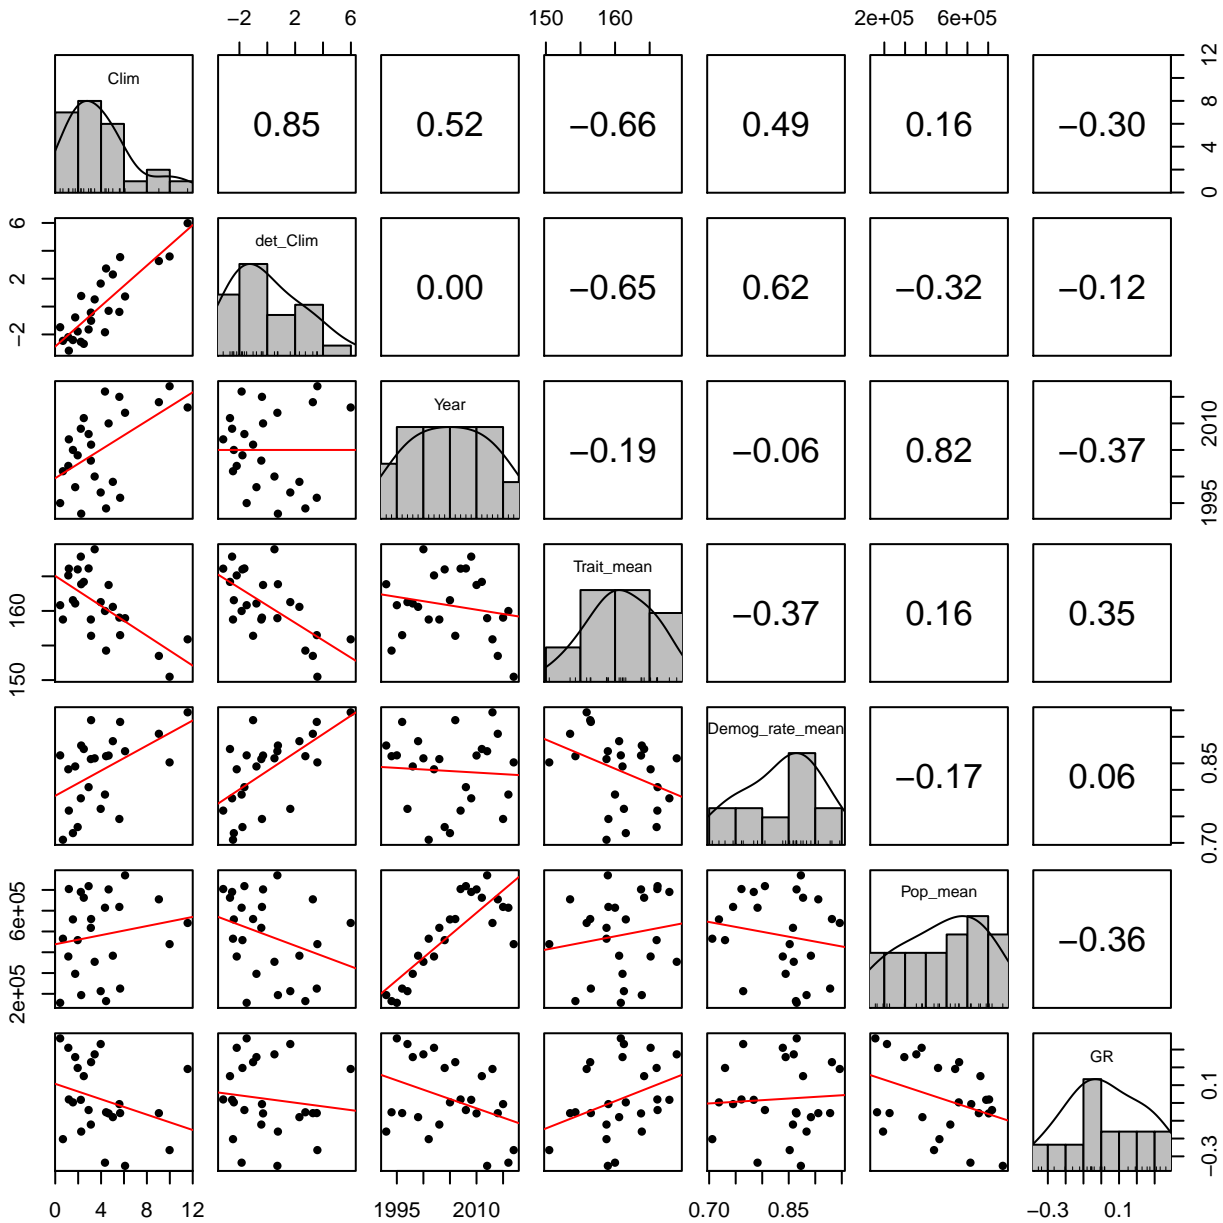 −2 2 6 150 160 2e+05 6e+05
Clim 0.85 0.52 −0.66 0.49 0.16 −0.30 0 4 8 12
−2 2 6 det_Clim 0.00 −0.65 0.62 −0.32 −0.12
Year −0.19 −0.06 0.82 −0.37 1995 2010
150 160 Trait_mean −0.37 0.16 0.35
Demog_rate_mean −0.17 0.06 0.70 0.85
2e+05 6e+05 Pop_mean −0.36
GR −0.3 0.1
0 4 8 12 1995 2010 0.70 0.85 −0.3 0.1